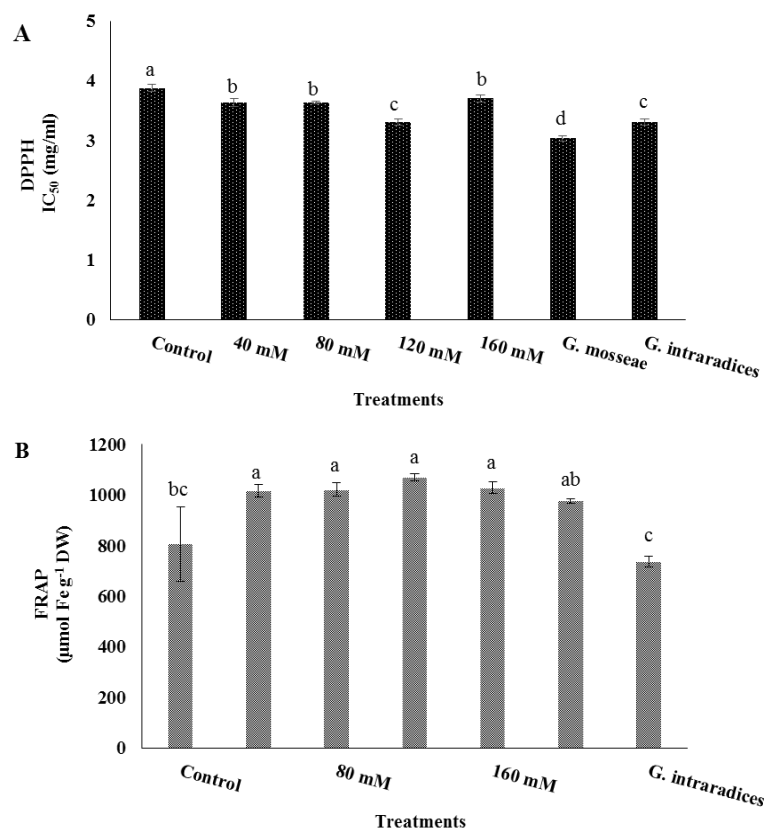 A
5
4
3
2
1
0
DPPH
IC₅₀ (mg/ml)
a
b
b
c
b
d
c
Control
40 mM
80 mM
120 mM
160 mM
G. mosseae
G. intraradices
Treatments
B
1200
1000
800
600
400
200
0
FRAP
(μmol Fe g⁻¹ DW)
bc
a
a
a
a
ab
c
Control
80 mM
160 mM
G. intraradices
Treatments